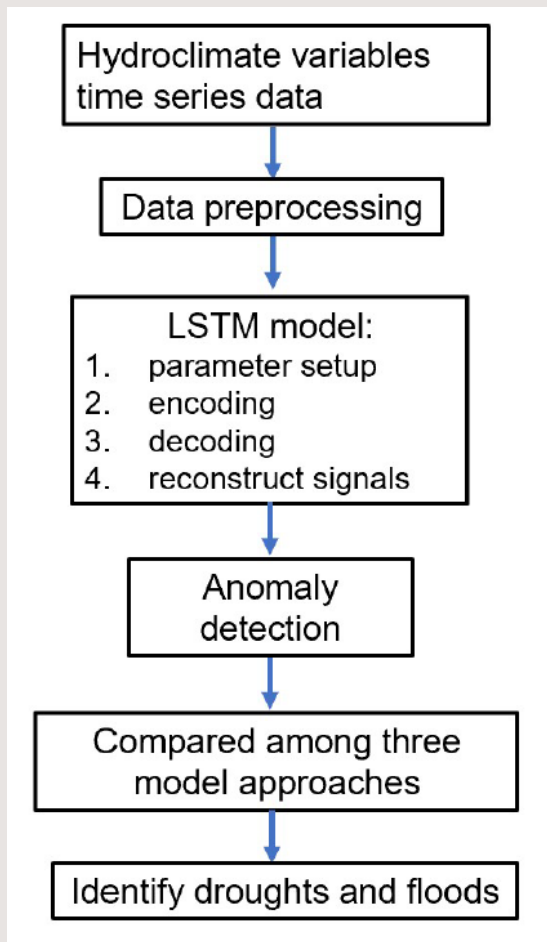 Hydroclimate variables
time series data
Data preprocessing
LSTM model:
1. parameter setup
2. encoding
3. decoding
4. reconstruct signals
Anomaly
detection
Compared among three
model approaches
Identify droughts and floods